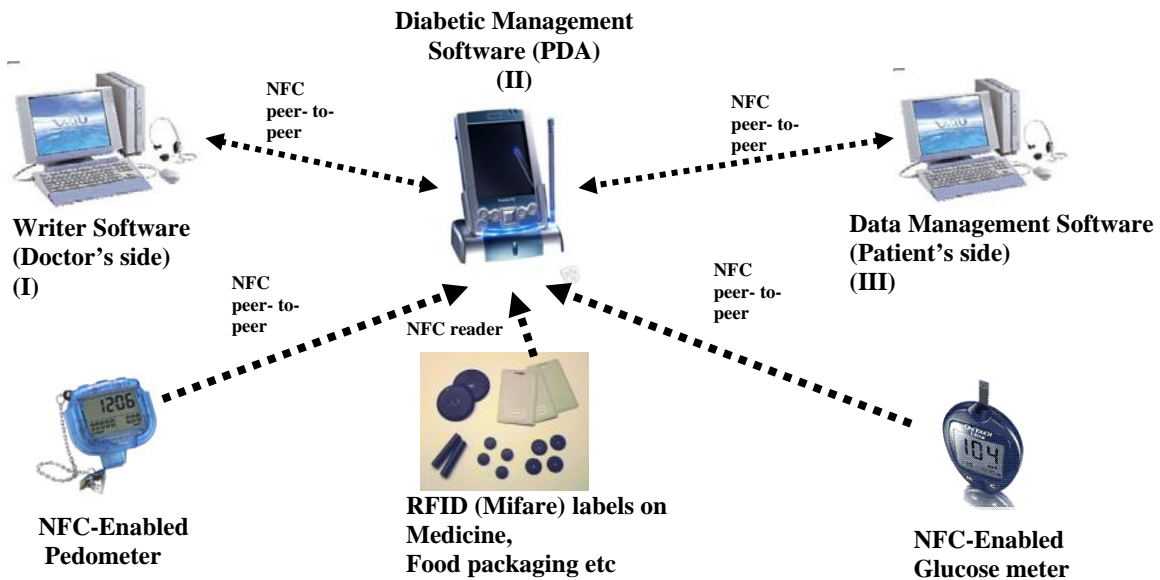 Diabetic Management
Software (PDA)
(II)
NFC
peer- to-
peer
NFC
peer- to-
peer
Writer Software
(Doctor's side)
(I)
Data Management Software
(Patient's side)
(III)
NFC
peer- to-
peer
NFC reader
NFC
peer- to-
peer
1206
104
NFC-Enabled
Pedometer
RFID (Mifare) labels on
Medicine,
Food packaging etc
NFC-Enabled
Glucose meter